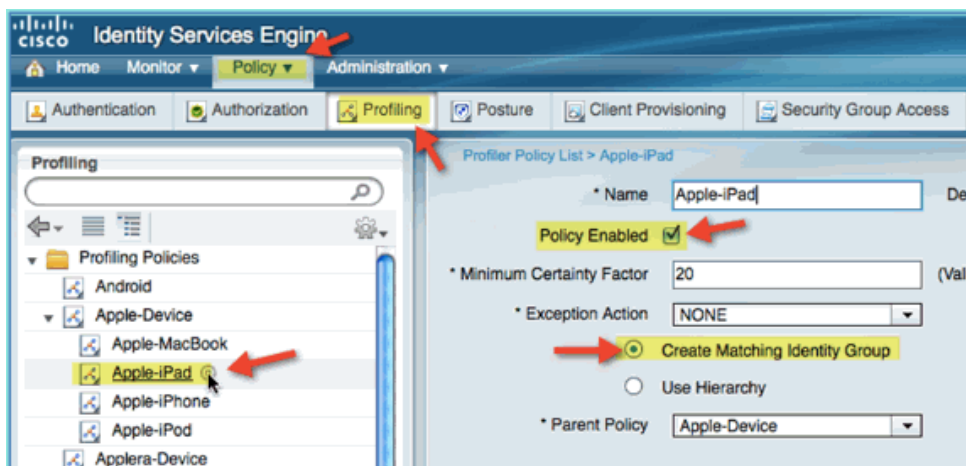 CISCO Identity Services Engine
Home Monitor Policy Administration
Authentication Authorization Profiling Posture Client Provisioning Security Group Access
Profiling
Profiler Policy List > Apple-iPad
* Name Apple-iPad De
Policy Enabled
* Minimum Certainty Factor 20 (Val
* Exception Action NONE
Create Matching Identity Group
Use Hierarchy
* Parent Policy Apple-Device
Profiling Policies
Android
Apple-Device
Apple-MacBook
Apple-iPad
Apple-iPhone
Apple-iPod
Applera-Device